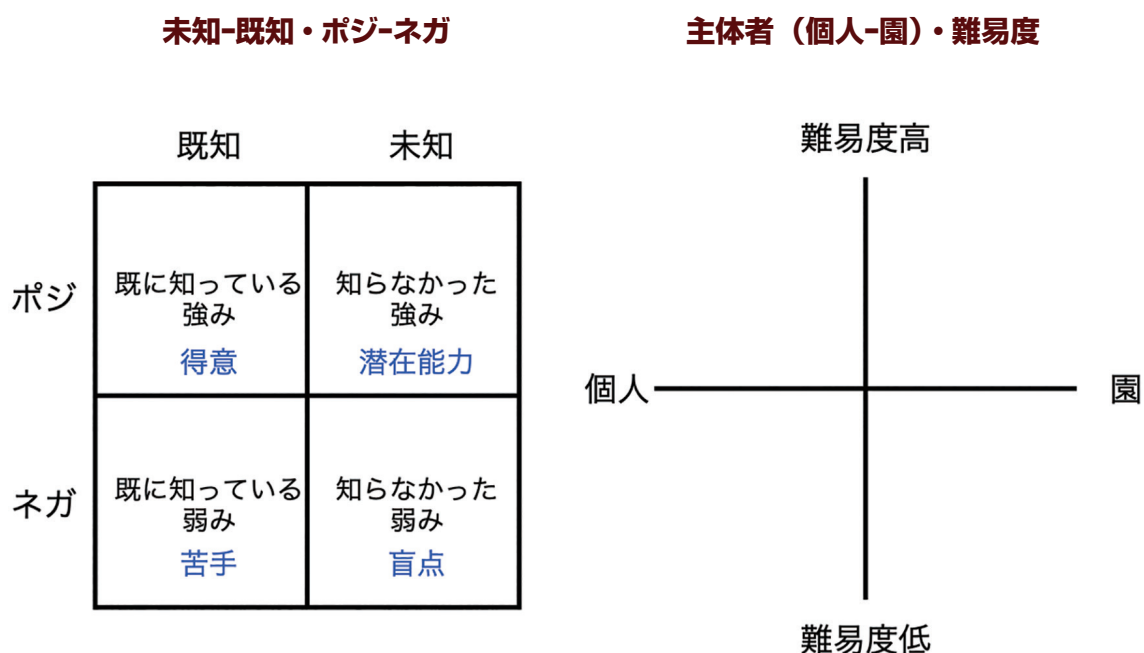 未知-既知・ポジ-ネガ
既知
未知
ポジ
既に知っている
強み
得意
知らなかった
強み
潜在能力
ネガ
既に知っている
弱み
苦手
知らなかった
弱み
盲点
主体者（個人-園）・難易度
難易度高
個人
園
難易度低